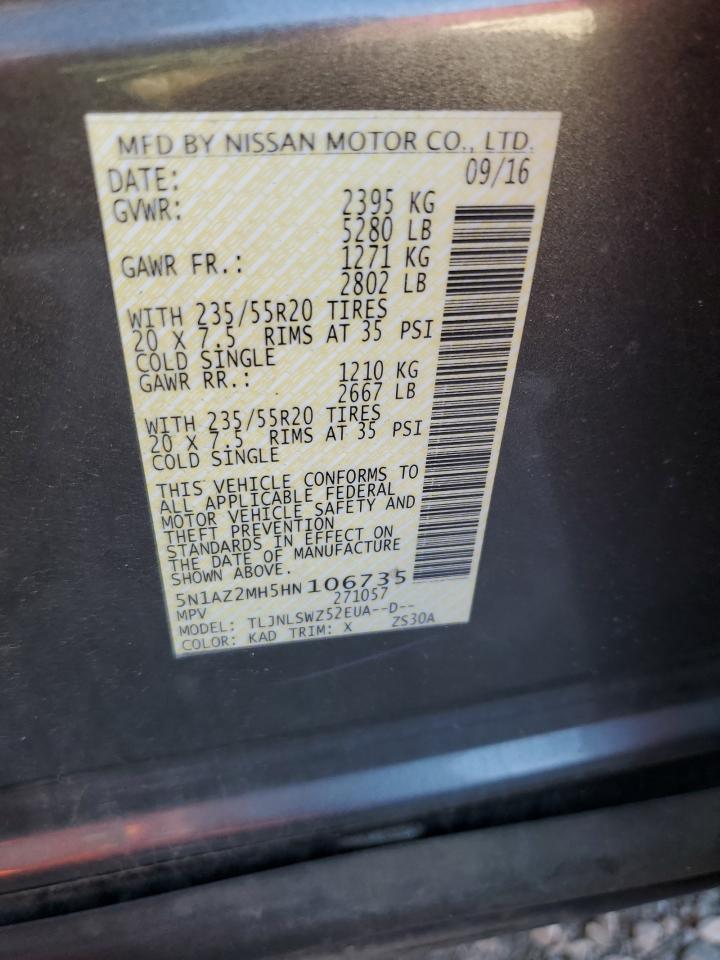 MFD BY NISSAN MOTOR CO., LTD.
DATE: 09/16
GVWR: 2395 KG
5280 LB
GAWR FR.: 1271 KG
2802 LB
WITH 235/55R20 TIRES
20 X 7.5 RIMS AT 35 PSI
COLD SINGLE
GAWR RR.: 1210 KG
2667 LB
WITH 235/55R20 TIRES
20 X 7.5 RIMS AT 35 PSI
COLD SINGLE
THIS VEHICLE CONFORMS TO
ALL APPLICABLE FEDERAL
MOTOR VEHICLE SAFETY AND
THEFT PREVENTION
STANDARDS IN EFFECT ON
THE DATE OF MANUFACTURE
SHOWN ABOVE.
5N1AZ2MH5HN106735
MPV 271057
MODEL: TLJNLSWZ52EUA--D--
COLOR: KAD TRIM: X ZS30A